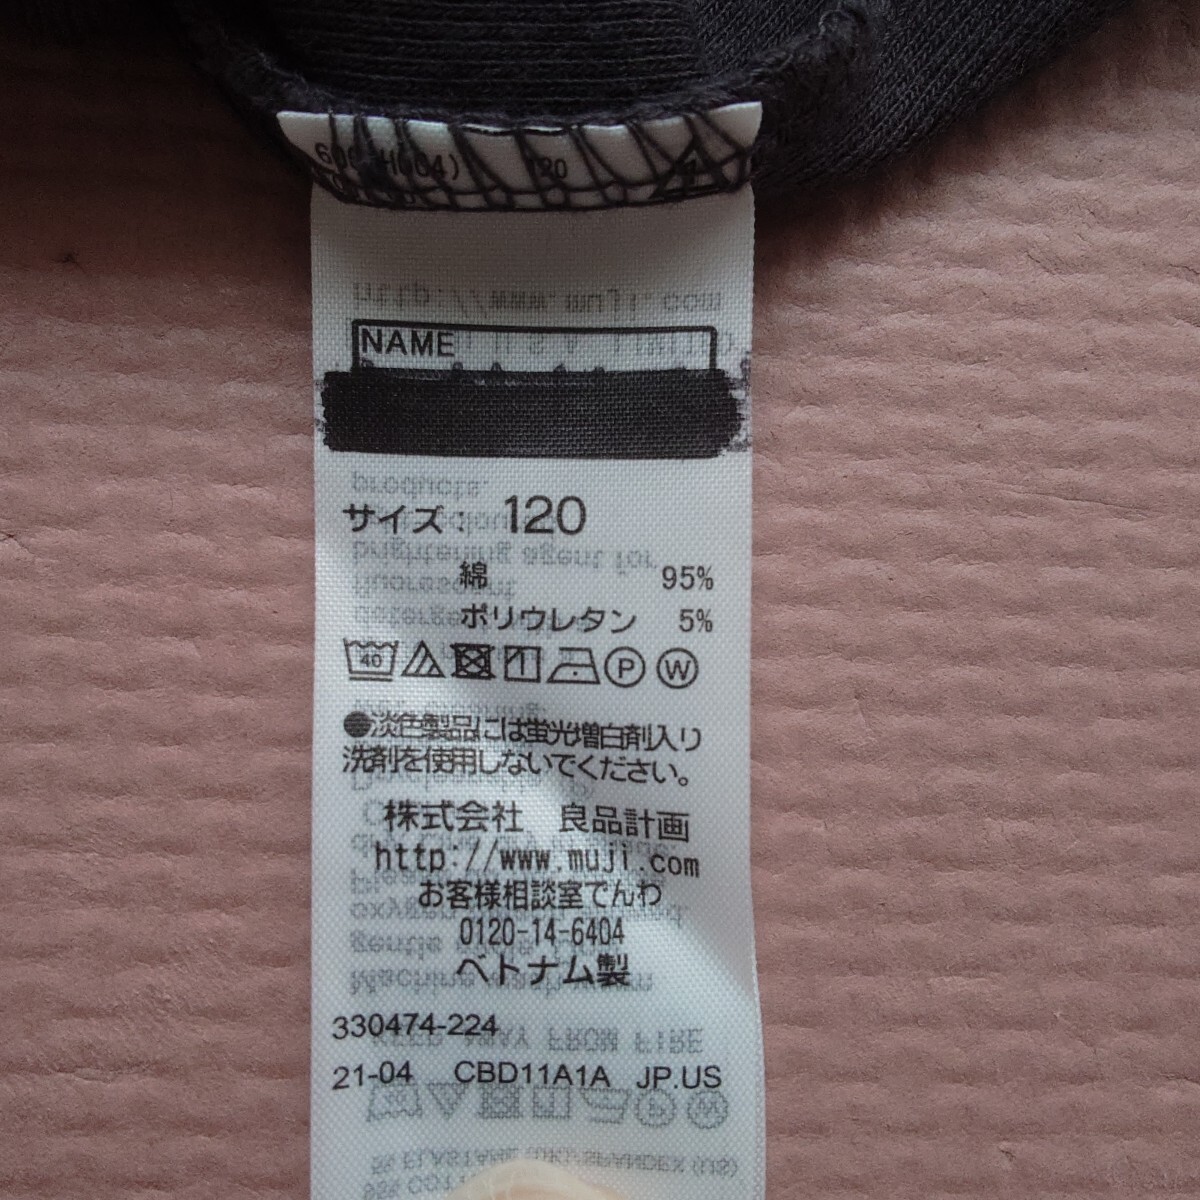 120
NAME
サイズ： 120
綿 95%
ポリウレタン 5%
40 P W
●淡色製品には蛍光増白剤入り
洗剤を使用しないでください。
株式会社 良品計画
http://www.muji.com
お客様相談室でんわ
0120-14-6404
ベトナム製
330474-224
21-04 CBD11A1A JP.US